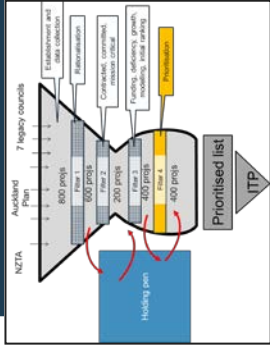 7 legacy councils
Auckland
Plan
NZTA
Establishment and
data collection
Rationalisation
Contracted, committed,
mission critical
Funding, deficiency, growth,
modelling, initial ranking
Prioritisation
800 projs
Filter 1
600 projs
Filter 2
200 projs
Filter 3
400 projs
Filter 4
400 projs
Holding pen
Prioritised list
ITP